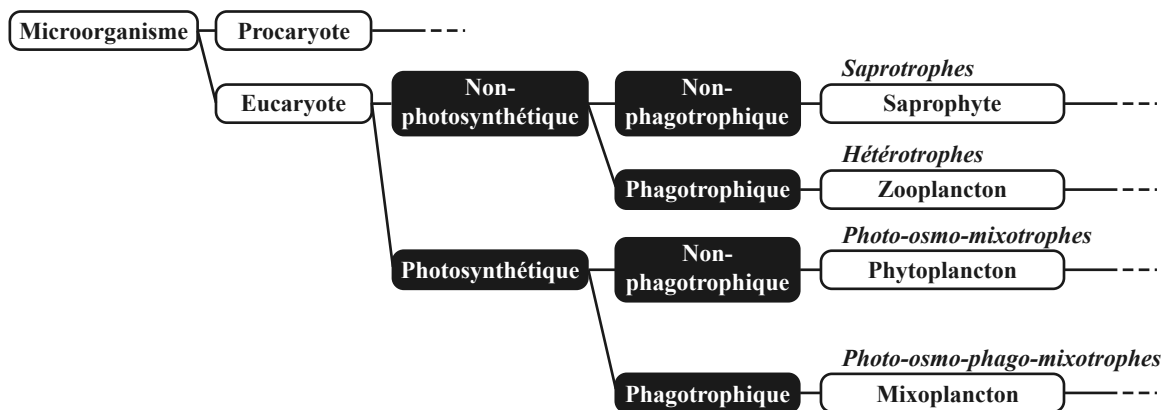 Microorganisme
Procaryote
Eucaryote
Non-
photosynthétique
Non-
phagotrophique
Saprotrophes
Saprophyte
Phagotrophique
Hétérotrophes
Zooplancton
Photosynthétique
Non-
phagotrophique
Photo-osmo-mixotrophes
Phytoplancton
Phagotrophique
Photo-osmo-phago-mixotrophes
Mixoplancton